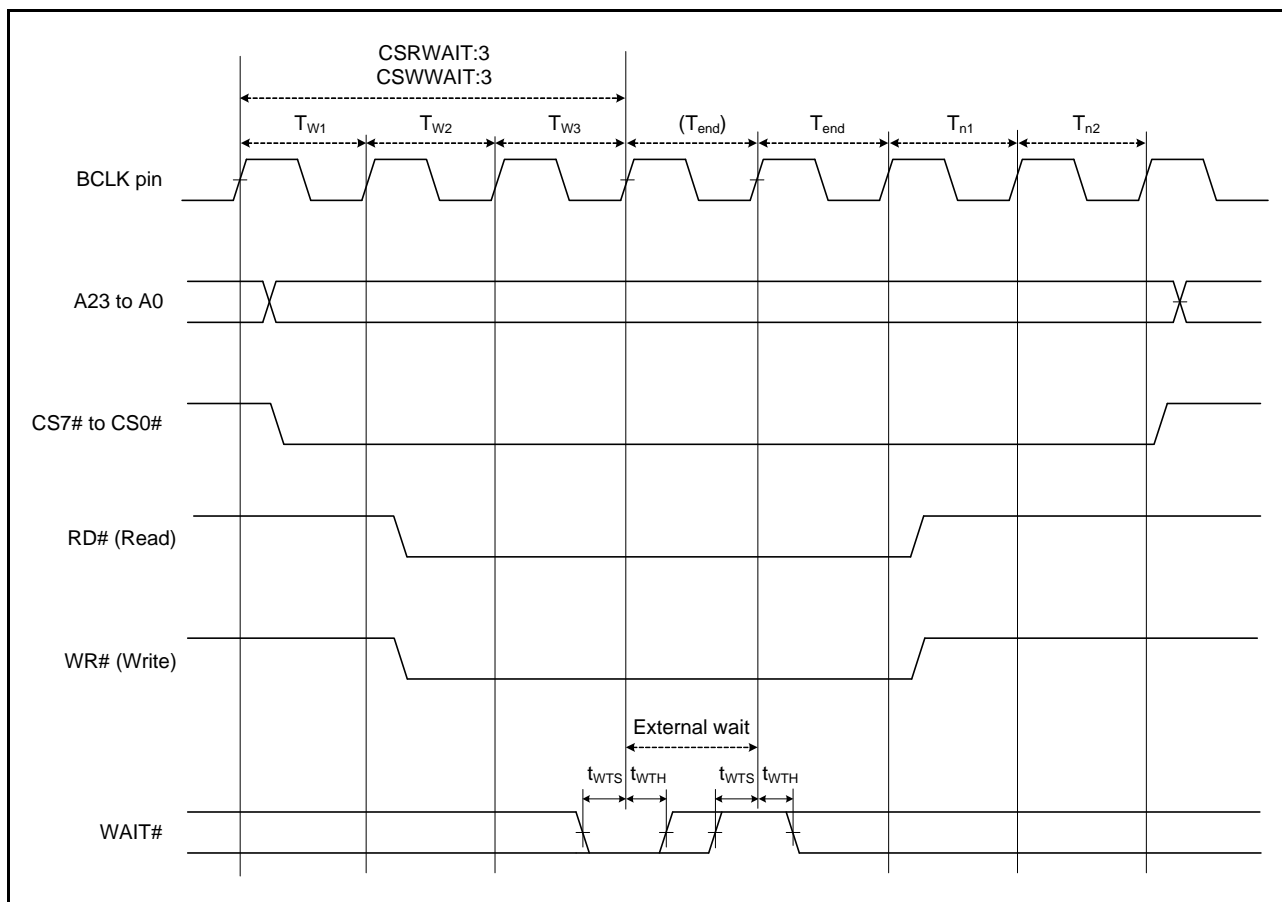 CSRWAIT:3
CSWWAIT:3
TW1 TW2 TW3 (Tend) Tend Tn1 Tn2
BCLK pin
A23 to A0
CS7# to CS0#
RD# (Read)
WR# (Write)
External wait
tWTS tWTH tWTS tWTH
WAIT#